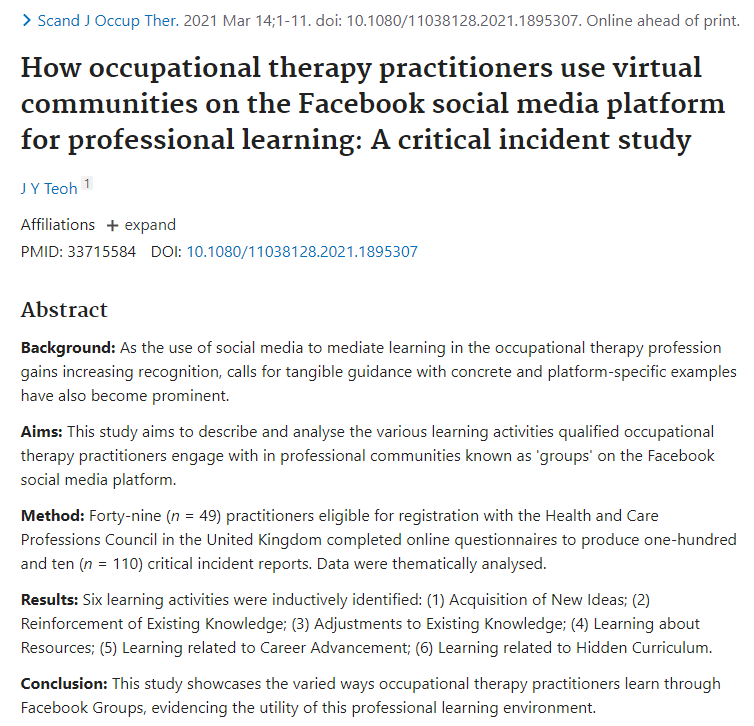 Scand J Occup Ther. 2021 Mar 14;1-11. doi: 10.1080/11038128.2021.1895307. Online ahead of print.
How occupational therapy practitioners use virtual
communities on the Facebook social media platform
for professional learning: A critical incident study
J Y Teoh 1
Affiliations + expand
PMID: 33715584 DOI: 10.1080/11038128.2021.1895307
Abstract
Background: As the use of social media to mediate learning in the occupational therapy profession
gains increasing recognition, calls for tangible guidance with concrete and platform-specific examples
have also become prominent.
Aims: This study aims to describe and analyse the various learning activities qualified occupational
therapy practitioners engage with in professional communities known as 'groups' on the Facebook
social media platform.
Method: Forty-nine (n = 49) practitioners eligible for registration with the Health and Care
Professions Council in the United Kingdom completed online questionnaires to produce one-hundred
and ten (n = 110) critical incident reports. Data were thematically analysed.
Results: Six learning activities were inductively identified: (1) Acquisition of New Ideas; (2)
Reinforcement of Existing Knowledge; (3) Adjustments to Existing Knowledge; (4) Learning about
Resources; (5) Learning related to Career Advancement; (6) Learning related to Hidden Curriculum.
Conclusion: This study showcases the varied ways occupational therapy practitioners learn through
Facebook Groups, evidencing the utility of this professional learning environment.